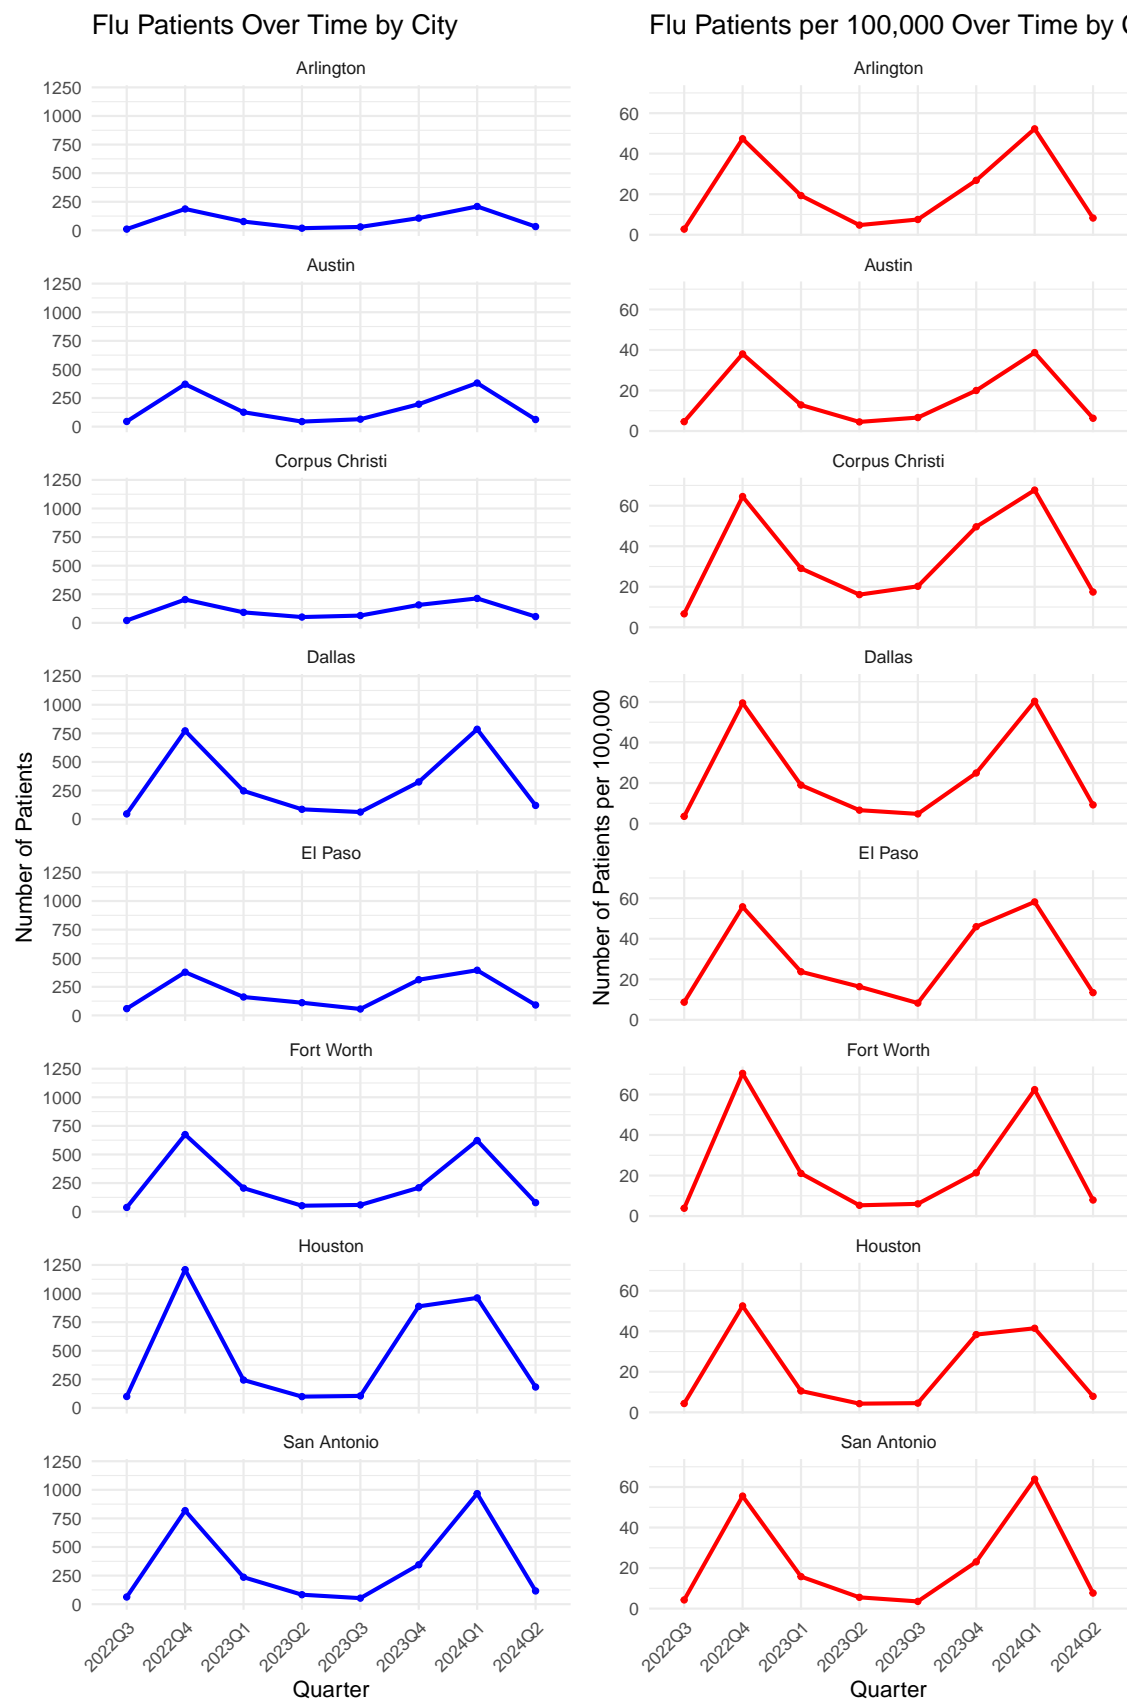 Flu Patients Over Time by City
Number of Patients
Arlington
1250
1000
750
500
250
0
Austin
1250
1000
750
500
250
0
Corpus Christi
1250
1000
750
500
250
0
Dallas
1250
1000
750
500
250
0
El Paso
1250
1000
750
500
250
0
Fort Worth
1250
1000
750
500
250
0
Houston
1250
1000
750
500
250
0
San Antonio
1250
1000
750
500
250
0
2022Q3
2022Q4
2023Q1
2023Q2
2023Q3
2023Q4
2024Q1
2024Q2
Quarter
Flu Patients per 100,000 Over Time by
Number of Patients per 100,000
Arlington
60
40
20
0
Austin
60
40
20
0
Corpus Christi
60
40
20
0
Dallas
60
40
20
0
El Paso
60
40
20
0
Fort Worth
60
40
20
0
Houston
60
40
20
0
San Antonio
60
40
20
0
2022Q3
2022Q4
2023Q1
2023Q2
2023Q3
2023Q4
2024Q1
2024Q2
Quarter